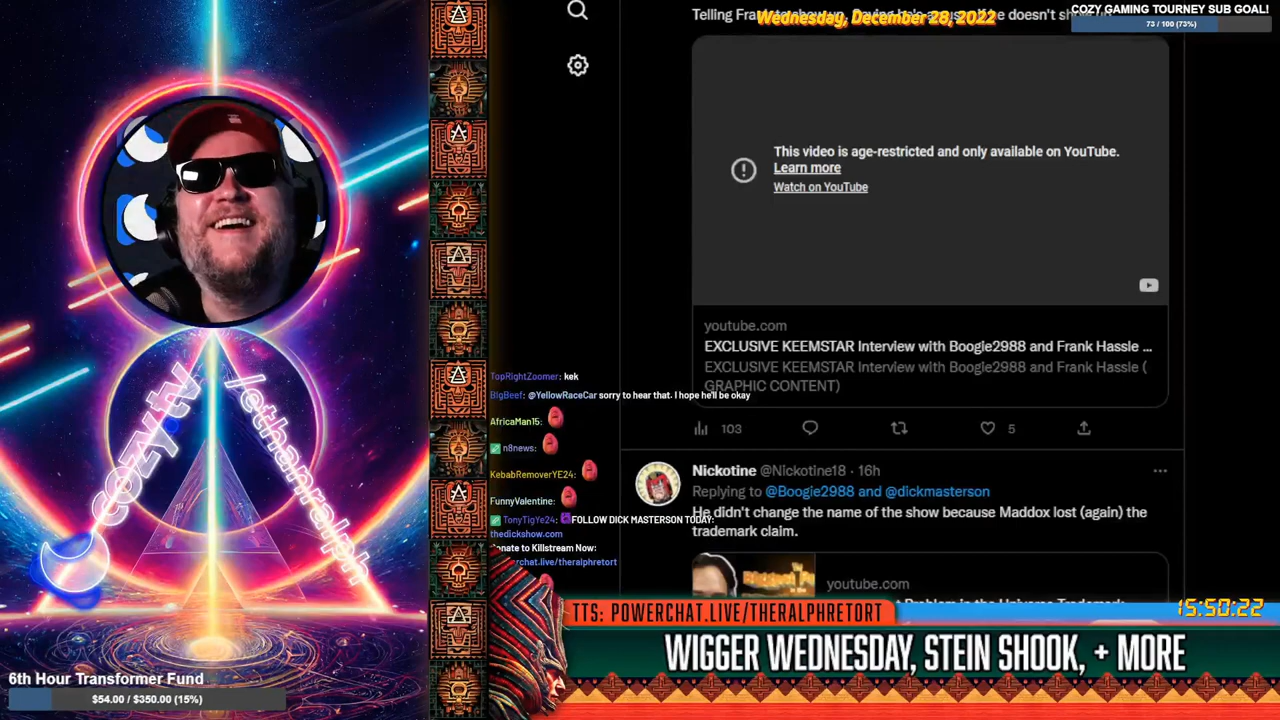 Telling Fra
Wednesday, December 28, 2022
e doesn't sh
COZY GAMING TOURNEY SUB GOAL!
73 / 100 (73%)
This video is age-restricted and only available on YouTube.
Learn more
Watch on YouTube
youtube.com
EXCLUSIVE KEEMSTAR Interview with Boogie2988 and Frank Hassle ...
EXCLUSIVE KEEMSTAR Interview with Boogie2988 and Frank Hassle (
GRAPHIC CONTENT)
103
5
TopRightZoomer: kek
BigBeef: @YellowRaceCar sorry to hear that. I hope he'll be okay
AfricaMan15:
n8news:
KebabRemoverYE24:
FunnyValentine:
TonyTigYe24: FOLLOW DICK MASTERSON TODAY:
thedickshow.com
onate to Killstream Now:
erchat.live/theralphretort
Nickotine @Nickotine18 · 16h
Replying to @Boogie2988 and @dickmasterson
He didn't change the name of the show because Maddox lost (again) the
trademark claim.
youtube.com
cozy.tv
/ethanralph
TTS: POWERCHAT.LIVE/THERALPHRETORT
15:50:22
WIGGER WEDNESDAY, STEIN SHOOK, + MORE
6th Hour Transformer Fund
$54.00 / $350.00 (15%)